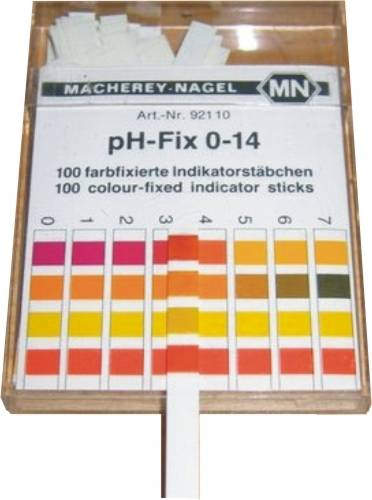 MACHEREY-NAGEL MN
Art.-Nr. 92110
pH-Fix 0-14
100 farbfixierte Indikatorstäbchen
100 colour-fixed indicator sticks
0 1 2 3 4 5 6 7